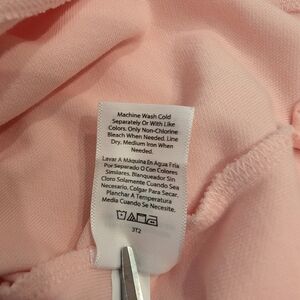 Machine Wash Cold
Separately Or With Like
Colors. Only Non-Chlorine
Bleach When Needed. Line
Dry. Medium Iron When
Needed.
Lavar A Máquina En Agua Fria
Por Separado O Con Colores
Similares. Blanqueador Sin
Cloro Solamente Cuando Sea
Necesario. Colgar Para Secar.
Planchar A Temperatura
Media Cuando Se Necesite.
3T2